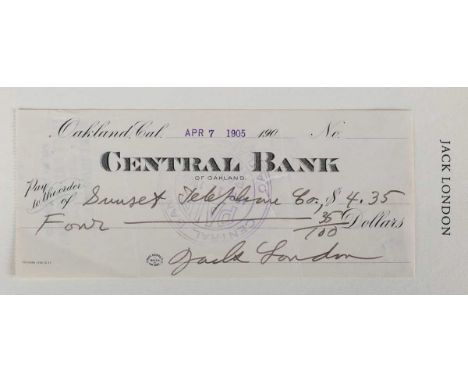 Oakland, Cal. APR 7 1905 190 No.
CENTRAL BANK
OF OAKLAND.
Pay to the order of Sunset Telephone Co., $ 4.35
Four 35/100 Dollars
Jack London
JACK LONDON